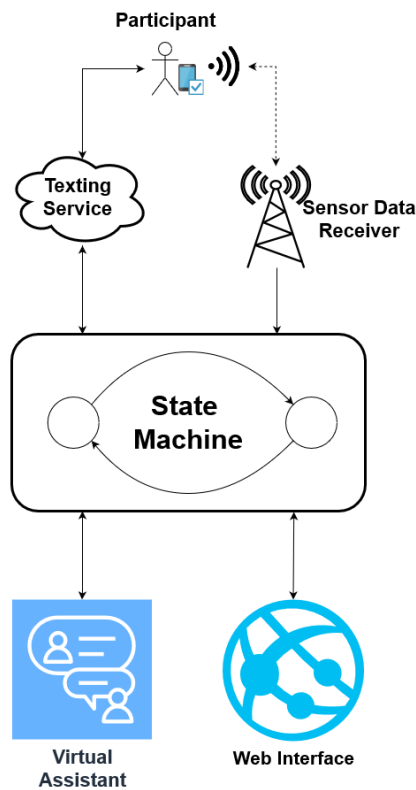 Participant
Texting
Service
Sensor Data
Receiver
State
Machine
Virtual
Assistant
Web Interface